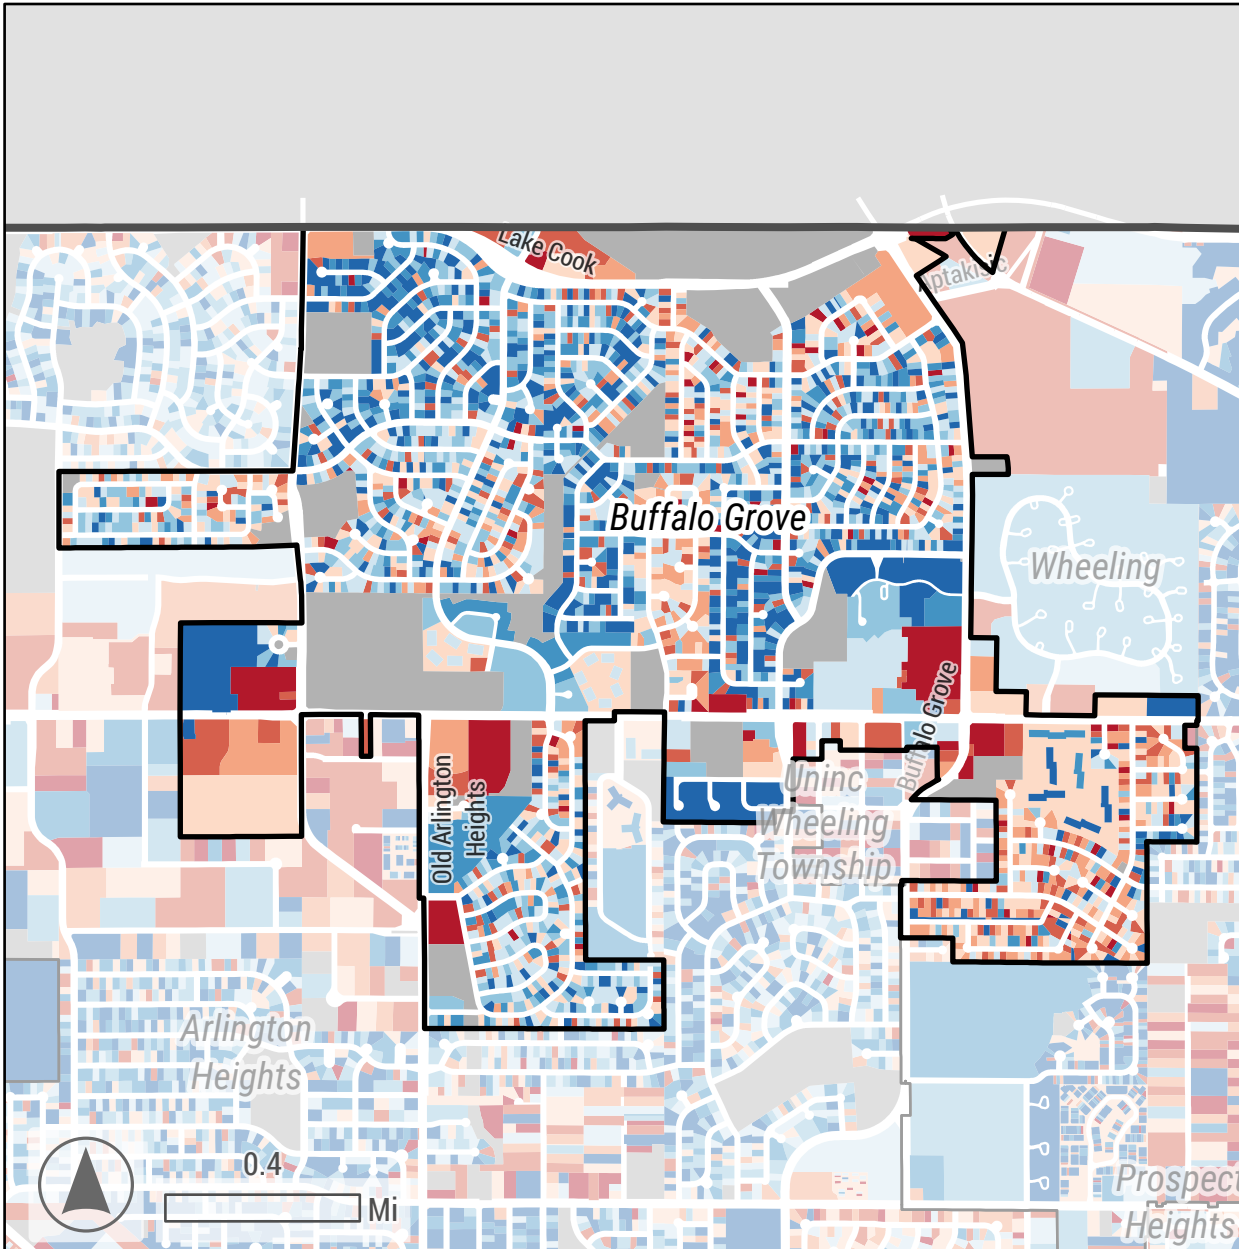 Lake Cook
Aptakisic
Buffalo Grove
Wheeling
Buffalo Grove
Old Arlington
Heights
Uninc
Wheeling
Township
Arlington
Heights
0.4
Mi
Prospect
Heights